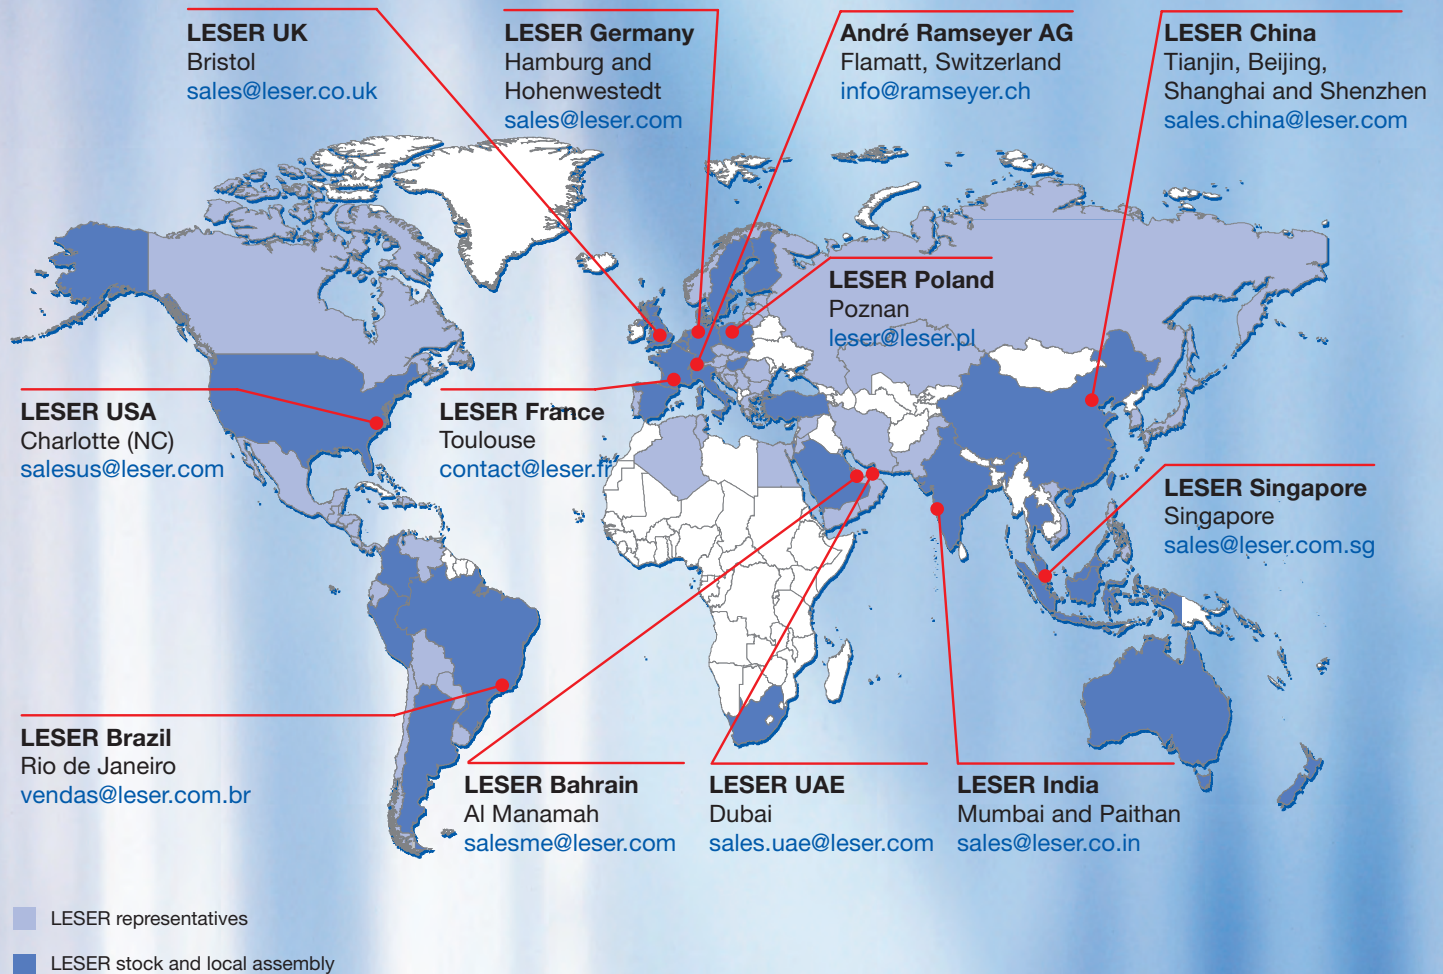 LESER UK
Bristol
sales@leser.co.uk
LESER Germany
Hamburg and
Hohenwestedt
sales@leser.com
André Ramseyer AG
Flamatt, Switzerland
info@ramseyer.ch
LESER China
Tianjin, Beijing,
Shanghai and Shenzhen
sales.china@leser.com
LESER Poland
Poznan
leser@leser.pl
LESER USA
Charlotte (NC)
salesus@leser.com
LESER France
Toulouse
contact@leser.fr
LESER Singapore
Singapore
sales@leser.com.sg
LESER Brazil
Rio de Janeiro
vendas@leser.com.br
LESER Bahrain
Al Manamah
salesme@leser.com
LESER UAE
Dubai
sales.uae@leser.com
LESER India
Mumbai and Paithan
sales@leser.co.in
LESER representatives
LESER stock and local assembly